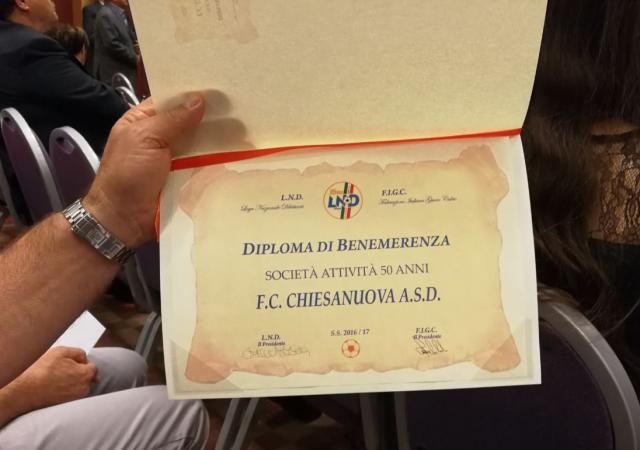 L.N.D.
Lega Nazionale Dilettanti
LND
F.I.G.C.
Federazione Italiana Giuoco Calcio
DIPLOMA DI BENEMERENZA
SOCIETÀ ATTIVITÀ 50 ANNI
F.C. CHIESANUOVA A.S.D.
L.N.D.
Il Presidente
S.S. 2016/17
F.I.G.C.
Il Presidente